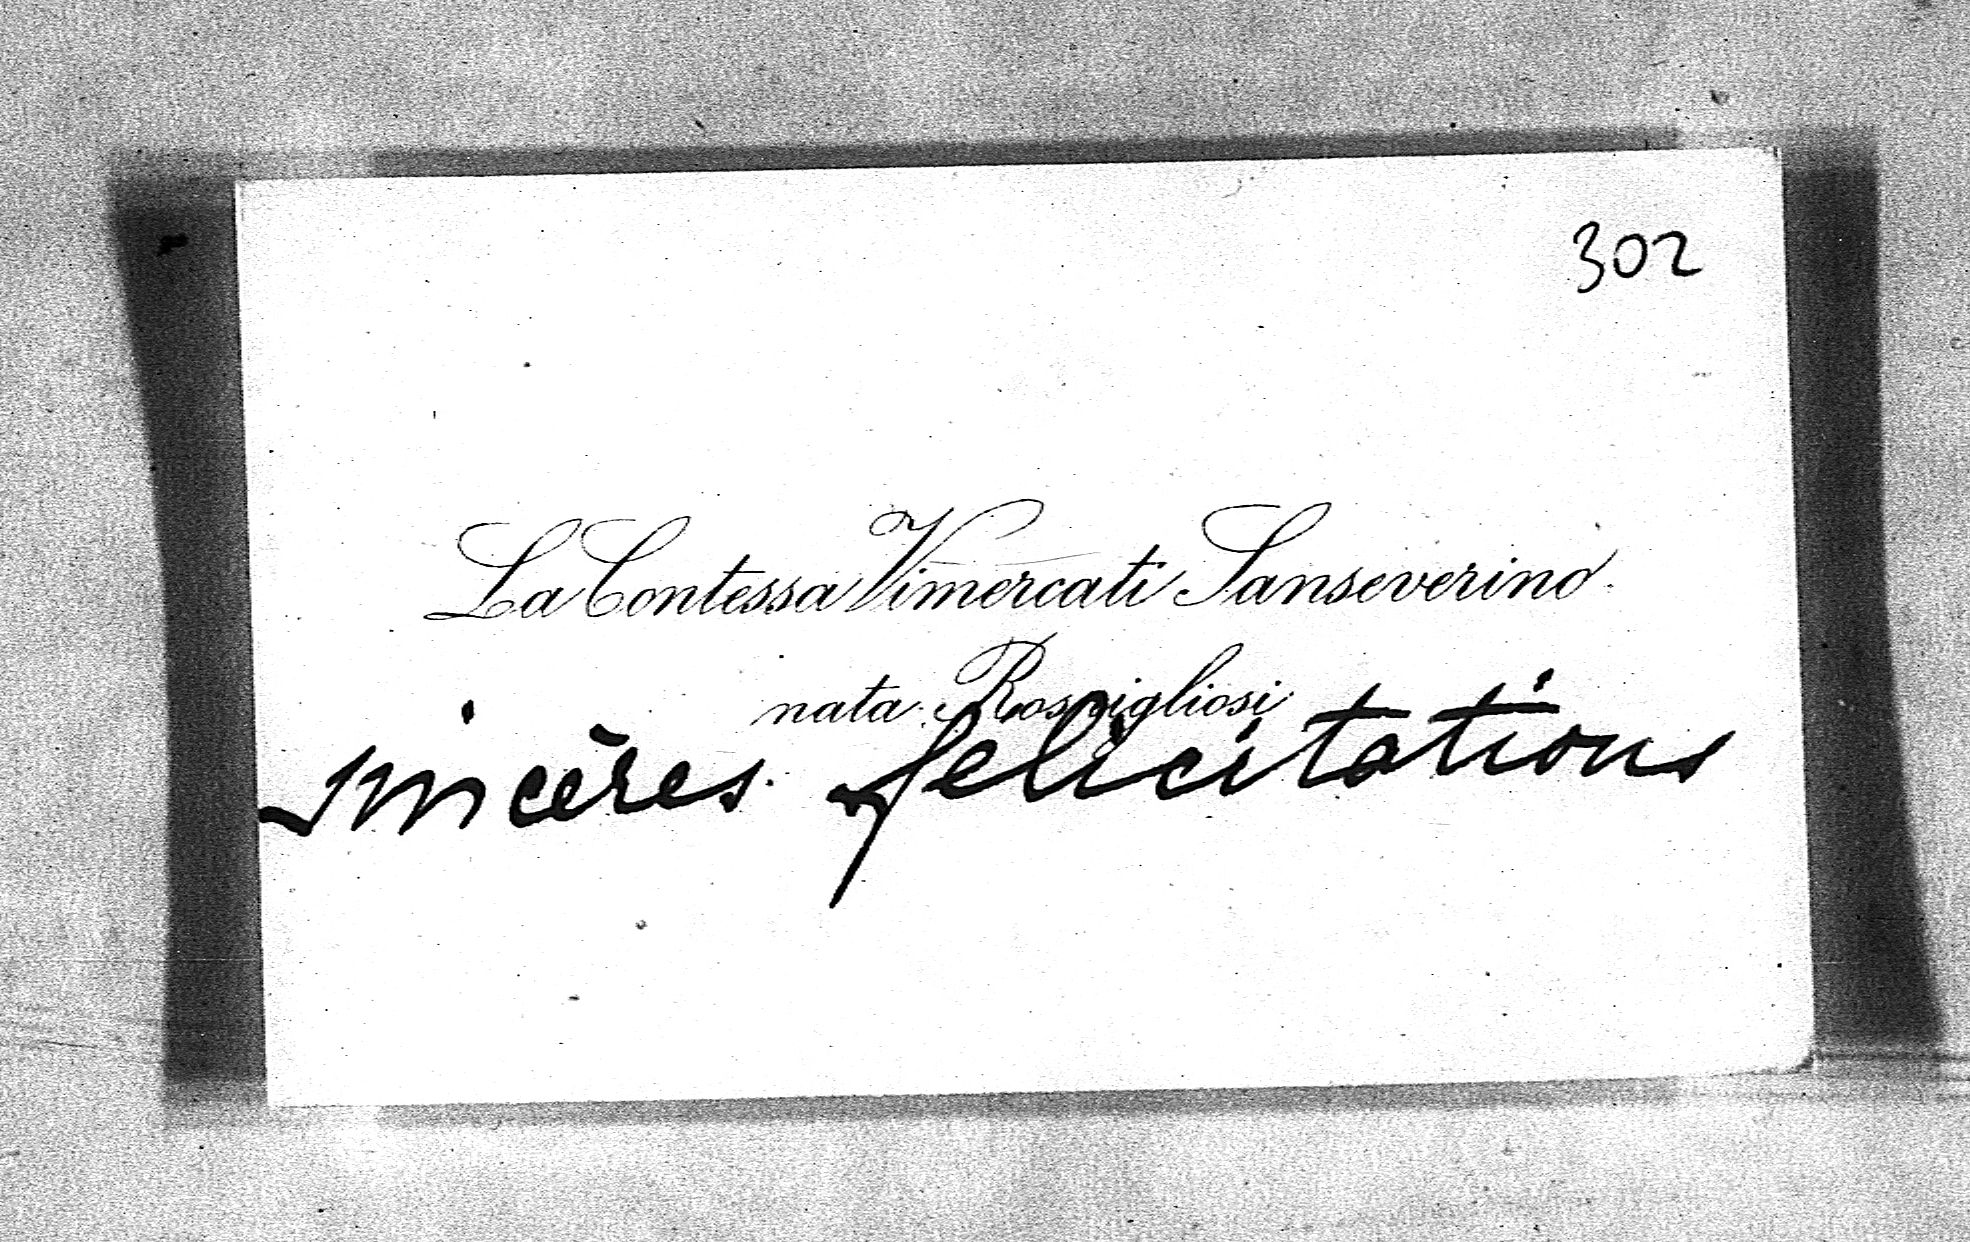 302
La Contessa Vimercati Sanseverino
nata Rospigliosi
sincères felicitations